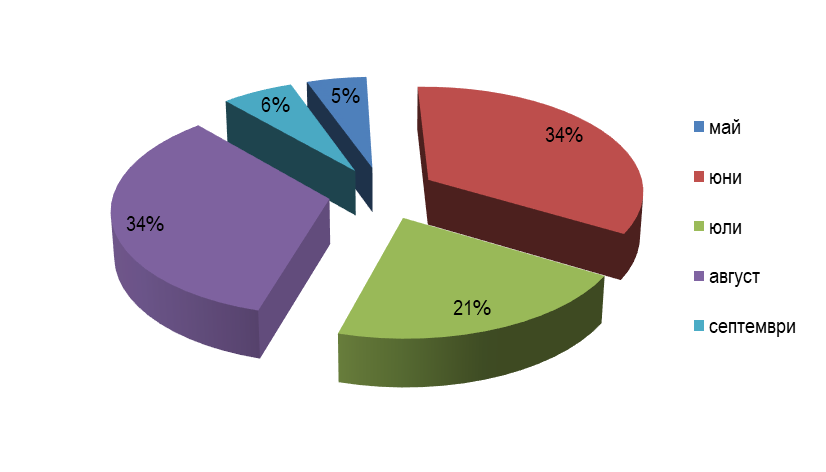 5%
6%
34%
34%
21%
май
юни
юли
август
септември